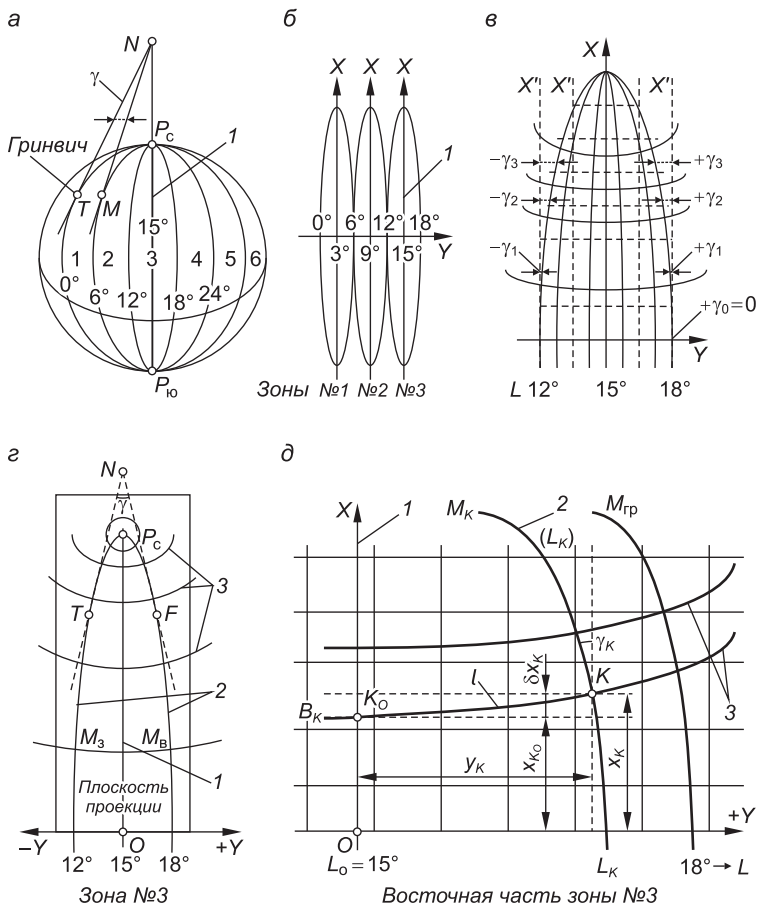 а
N
γ
Pс
1
Гринвич
T M
15°
1 2 3 4 5 6
0° 6° 12° 18° 24°
Pю
б
X X X
1
0° 6° 12° 18°
Y
3° 9° 15°
Зоны №1 №2 №3
в
X
X' X' X'
−γ3 +γ3
−γ2 +γ2
−γ1 +γ1
+γ0=0
Y
L 12° 15° 18°
г
N
γ
Pс
3
T F
2
Mз Mв
1
Плоскость
проекции
O
−Y +Y
12° 15° 18°
Зона №3
д
X 1 MK 2 Mгр
(LK)
γK
K
δxK
l
KO
BK
3
yK
xKO
xK
+Y
O
Lо=15° LK 18° L
Восточная часть зоны №3